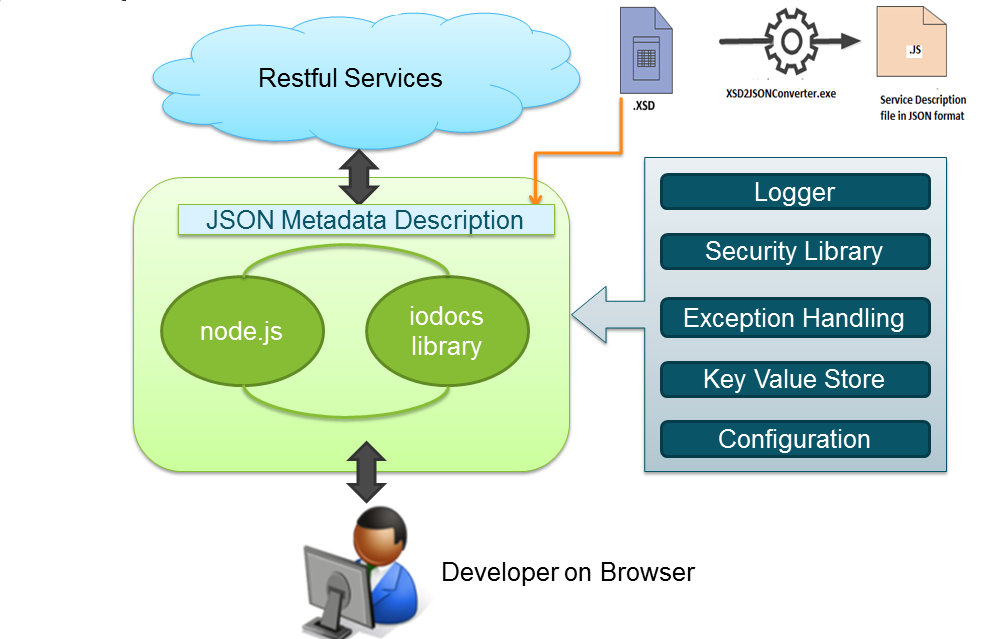 Restful Services
.XSD
XSD2JSONConverter.exe
.JS
Service Description
file in JSON format
JSON Metadata Description
node.js
iodocs
library
Logger
Security Library
Exception Handling
Key Value Store
Configuration
Developer on Browser